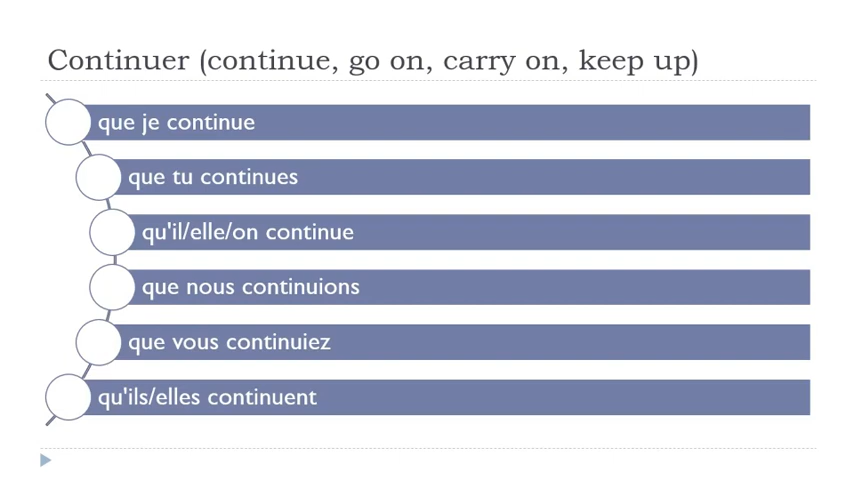 Continuer (continue, go on, carry on, keep up)
que je continue
que tu continues
qu'il/elle/on continue
que nous continuions
que vous continuiez
qu'ils/elles continuent